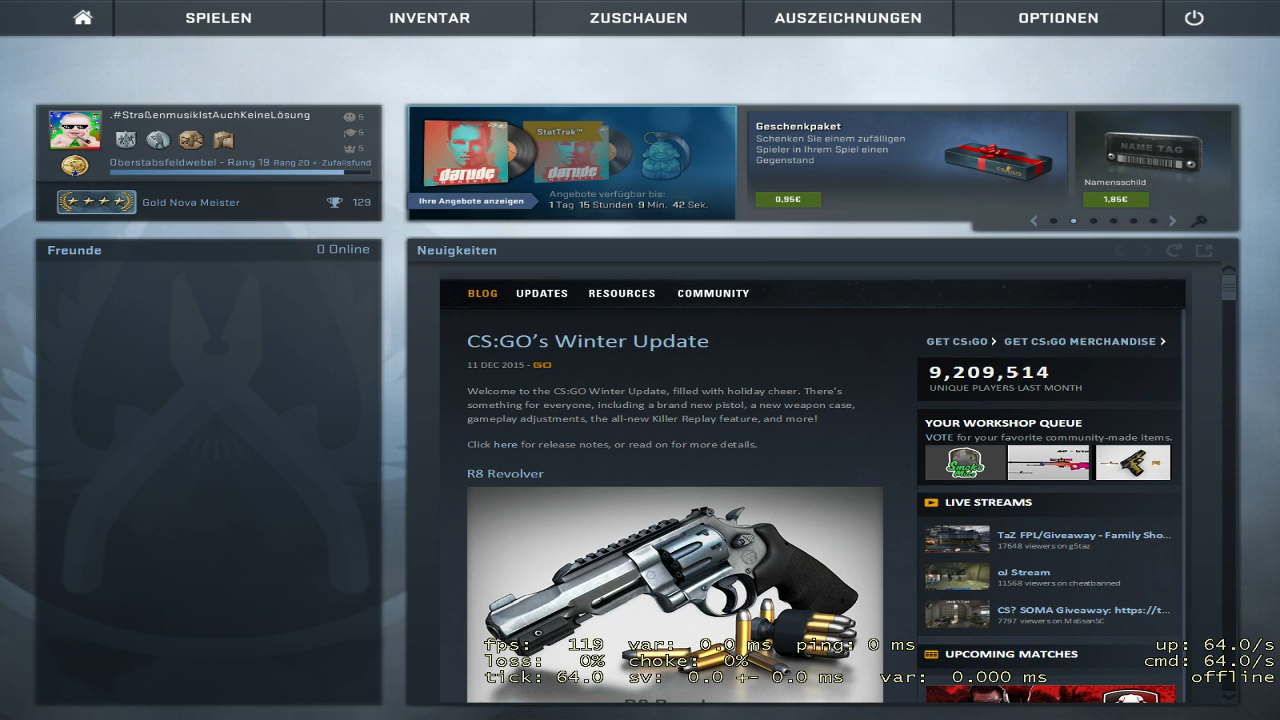 SPIELEN
INVENTAR
ZUSCHAUEN
AUSZEICHNUNGEN
OPTIONEN
.#StraßenmusikIstAuchKeineLösung
5
5
5
Oberstabsfeldwebel - Rang 19 Rang 20 +-Zufallsfund
Gold Nova Meister
129
StatTrak™
darude
darude
Ihre Angebote anzeigen
Angebote verfügbar bis:
1 Tag 15 Stunden 9 Min. 42 Sek.
Geschenkpaket
Schenken Sie einem zufälligen
Spieler in Ihrem Spiel einen
Gegenstand
0,95€
CS:GO
NAME TAG
Namensschild
1,85€
Freunde
0 Online
Neuigkeiten
BLOG UPDATES RESOURCES COMMUNITY
CS:GO’s Winter Update
11 DEC 2015 - GO
Welcome to the CS:GO Winter Update, filled with holiday cheer. There’s
something for everyone, including a brand new pistol, a new weapon case,
gameplay adjustments, the all-new Killer Replay feature, and more!
Click here for release notes, or read on for more details.
R8 Revolver
GET CS:GO GET CS:GO MERCHANDISE
9,209,514
UNIQUE PLAYERS LAST MONTH
YOUR WORKSHOP QUEUE
VOTE for your favorite community-made items.
LIVE STREAMS
TaZ FPL/Giveaway - Family Sho...
17648 viewers on g5taz
oJ Stream
11568 viewers on cheatbanned
CS? SOMA Giveaway: https://t...
7797 viewers on MaSsanSC
UPCOMING MATCHES
fps: 119 var: 0.0 ms ping: 0 ms
loss: 0% choke: 0%
tick: 64.0 sv: 0.0 +- 0.0 ms var: 0.000 ms
up: 64.0/s
cmd: 64.0/s
offline